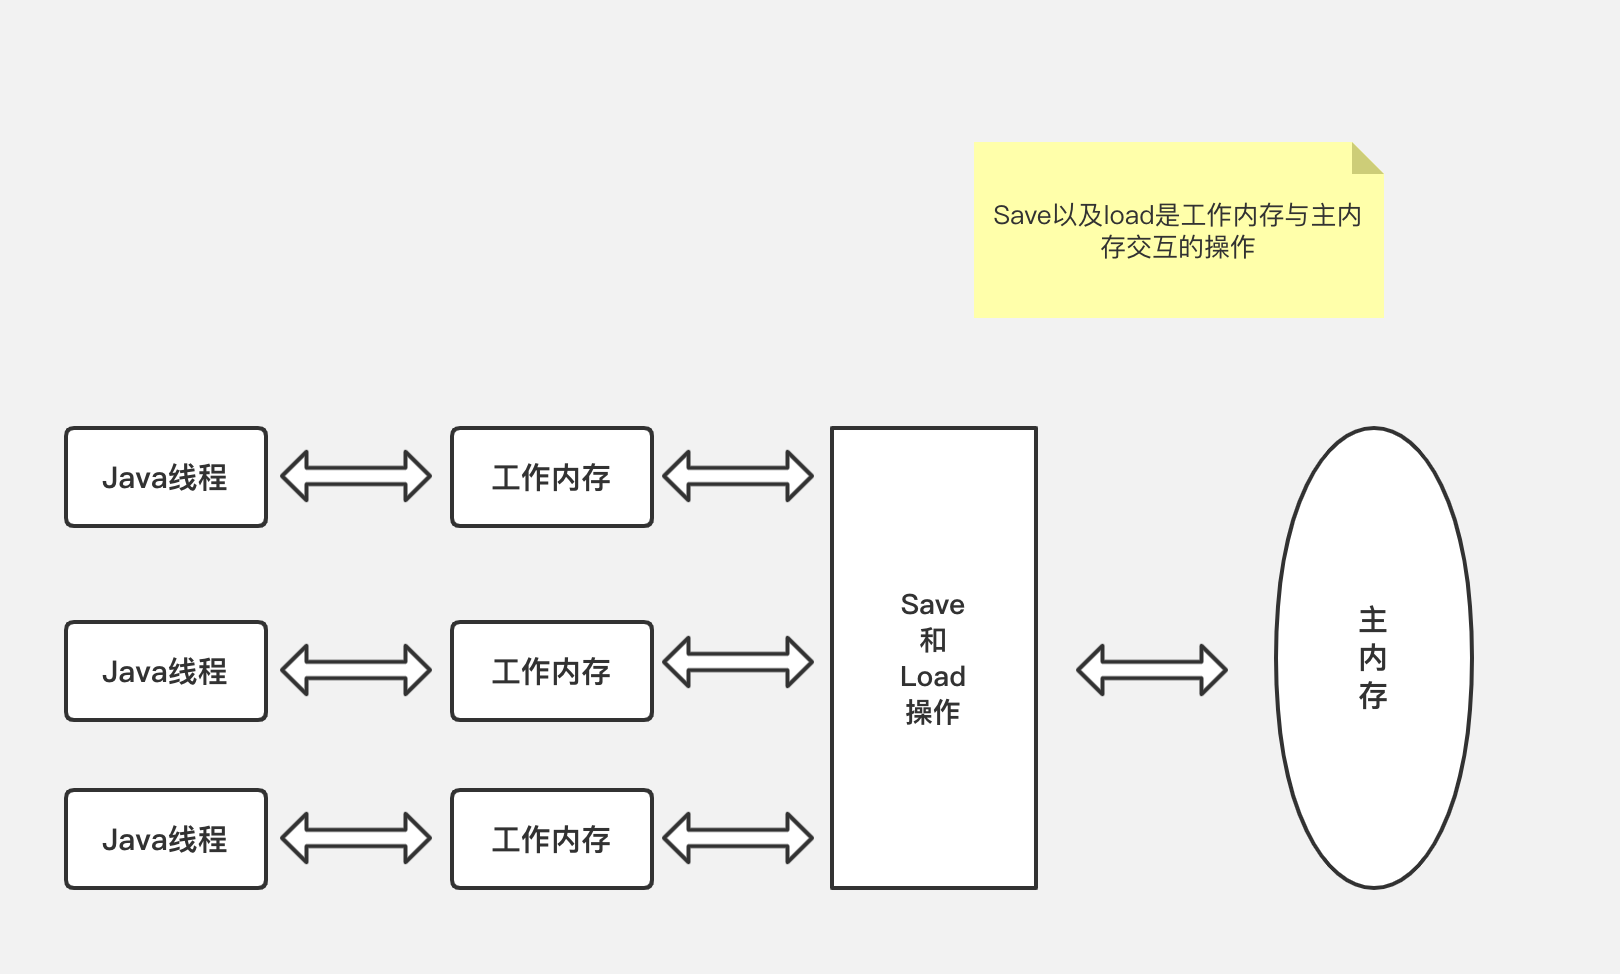 Save以及load是工作内存与主内
存交互的操作
Java线程
工作内存
Java线程
工作内存
Java线程
工作内存
Save
和
Load
操作
主
内
存